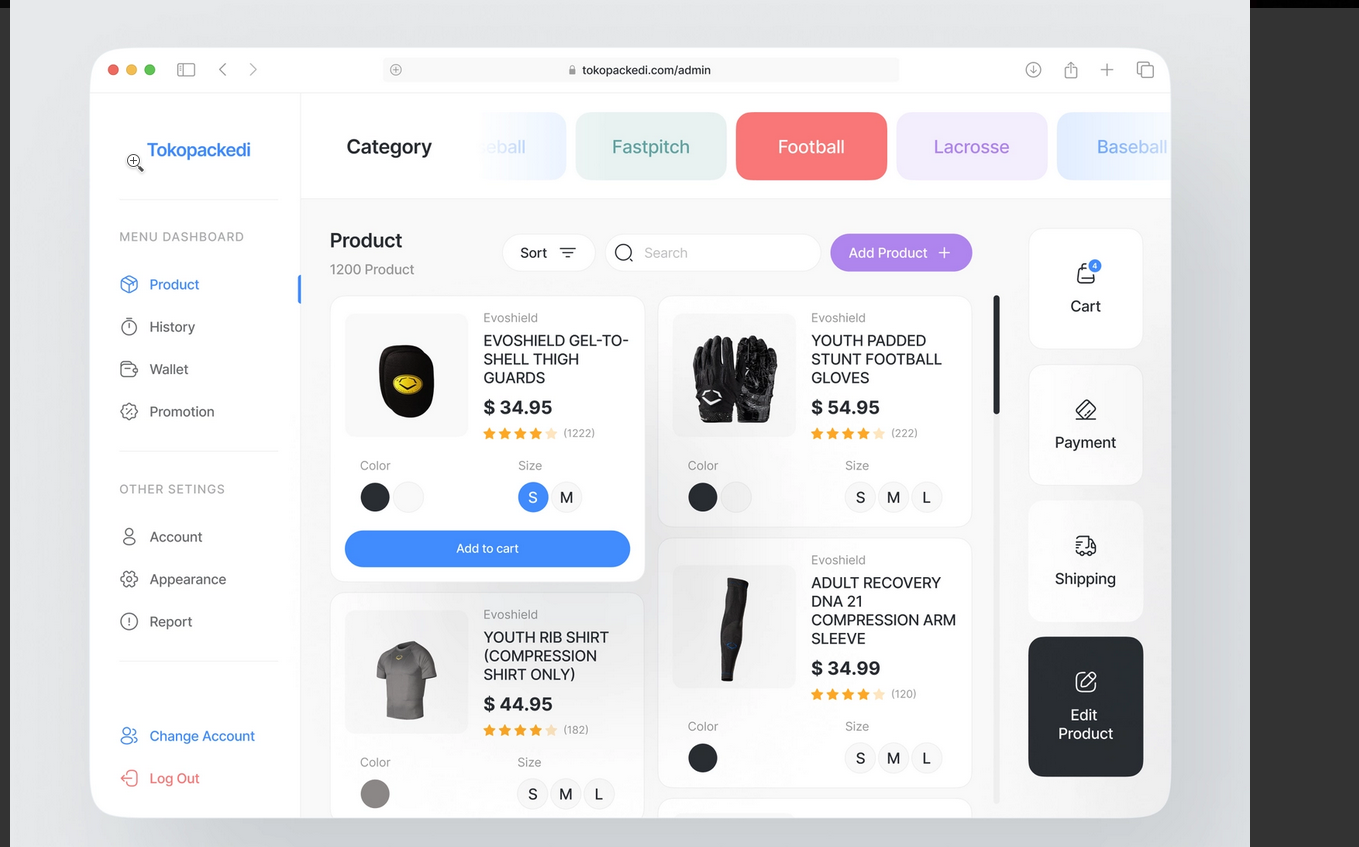 tokopackedi.com/admin
Tokopackedi
MENU DASHBOARD
Product
History
Wallet
Promotion
OTHER SETINGS
Account
Appearance
Report
Change Account
Log Out
Category
eball
Fastpitch
Football
Lacrosse
Baseball
Product
1200 Product
Sort
Search
Add Product
Evoshield
EVOSHIELD GEL-TO-
SHELL THIGH
GUARDS
$ 34.95
(1222)
Color
Size
S M
Add to cart
Evoshield
YOUTH PADDED
STUNT FOOTBALL
GLOVES
$ 54.95
(222)
Color
Size
S M L
Evoshield
YOUTH RIB SHIRT
(COMPRESSION
SHIRT ONLY)
$ 44.95
(182)
Color
Size
S M L
Evoshield
ADULT RECOVERY
DNA 21
COMPRESSION ARM
SLEEVE
$ 34.99
(120)
Color
Size
S M L
4
Cart
Payment
Shipping
Edit
Product